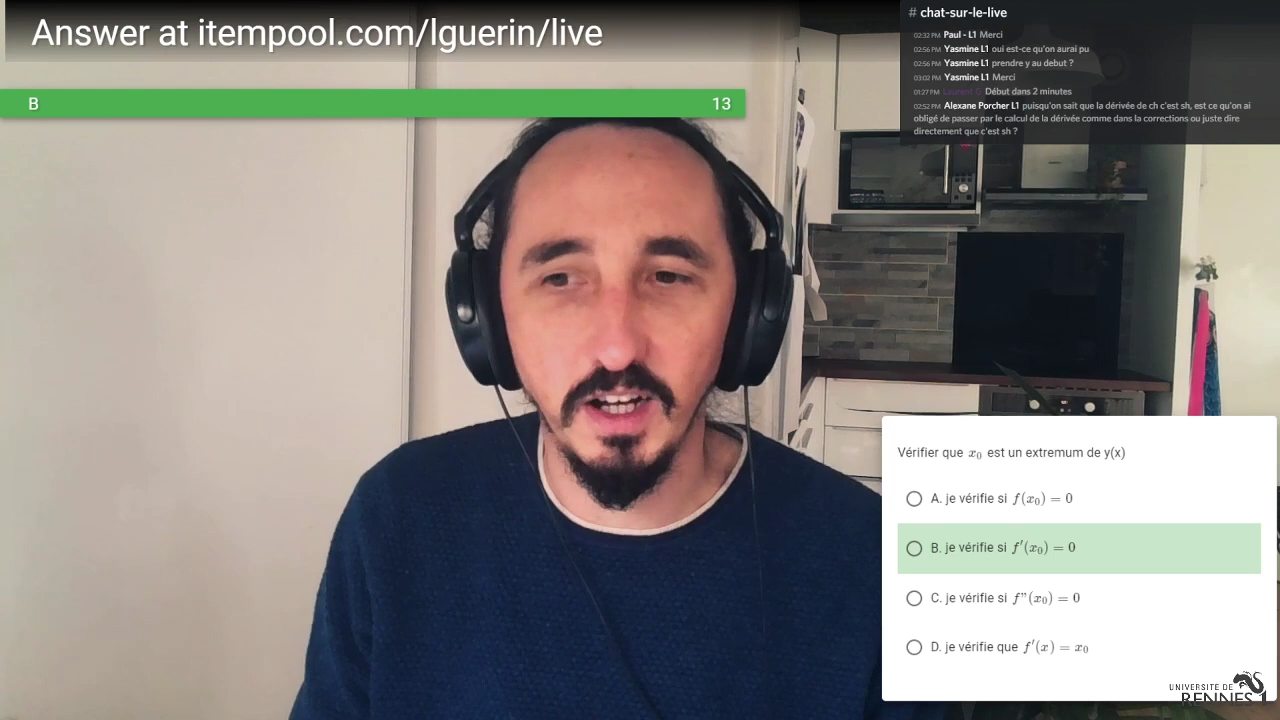 Answer at itempool.com/lguerin/live
B 13
# chat-sur-le-live
02:32 PM Paul - L1 Merci
02:56 PM Yasmine L1 oui est-ce qu'on aurai pu
02:56 PM Yasmine L1 prendre y au debut ?
03:02 PM Yasmine L1 Merci
01:27 PM Laurent G Début dans 2 minutes
02:52 PM Alexane Porcher L1 puisqu'on sait que la dérivée de ch c'est sh, est ce qu'on ai
obligé de passer par le calcul de la dérivée comme dans la corrections ou juste dire
directement que c'est sh ?
Vérifier que x₀ est un extremum de y(x)
A. je vérifie si f(x₀) = 0
B. je vérifie si f′(x₀) = 0
C. je vérifie si f”(x₀) = 0
D. je vérifie que f′(x) = x₀
UNIVERSITE DE
RENNES 1